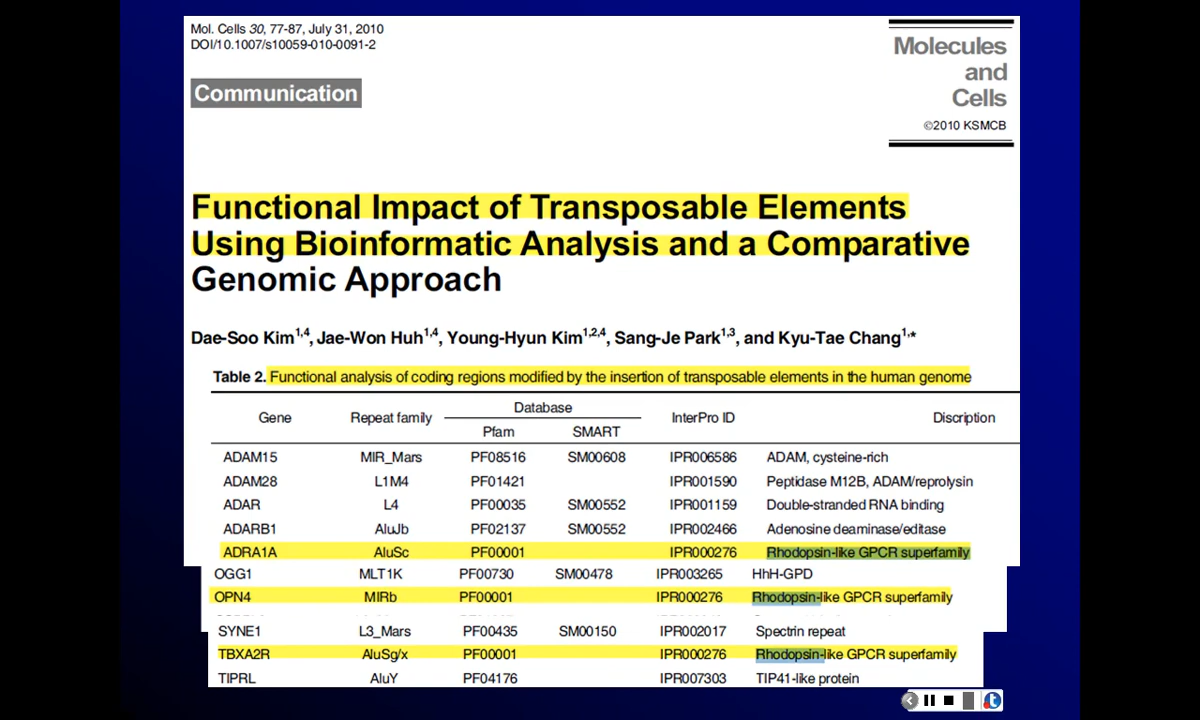 Mol. Cells 30, 77-87, July 31, 2010
DOI/10.1007/s10059-010-0091-2
Molecules
and
Cells
©2010 KSMCB
Communication
Functional Impact of Transposable Elements
Using Bioinformatic Analysis and a Comparative
Genomic Approach
Dae-Soo Kim1,4, Jae-Won Huh1,4, Young-Hyun Kim1,2,4, Sang-Je Park1,3, and Kyu-Tae Chang1,*
Table 2. Functional analysis of coding regions modified by the insertion of transposable elements in the human genome
Gene Repeat family Database InterPro ID Discription
Pfam SMART
ADAM15 MIR_Mars PF08516 SM00608 IPR006586 ADAM, cysteine-rich
ADAM28 L1M4 PF01421 IPR001590 Peptidase M12B, ADAM/reprolysin
ADAR L4 PF00035 SM00552 IPR001159 Double-stranded RNA binding
ADARB1 AluJb PF02137 SM00552 IPR002466 Adenosine deaminase/editase
ADRA1A AluSc PF00001 IPR000276 Rhodopsin-like GPCR superfamily
OGG1 MLT1K PF00730 SM00478 IPR003265 HhH-GPD
OPN4 MIRb PF00001 IPR000276 Rhodopsin-like GPCR superfamily
SYNE1 L3_Mars PF00435 SM00150 IPR002017 Spectrin repeat
TBXA2R AluSg/x PF00001 IPR000276 Rhodopsin-like GPCR superfamily
TIPRL AluY PF04176 IPR007303 TIP41-like protein